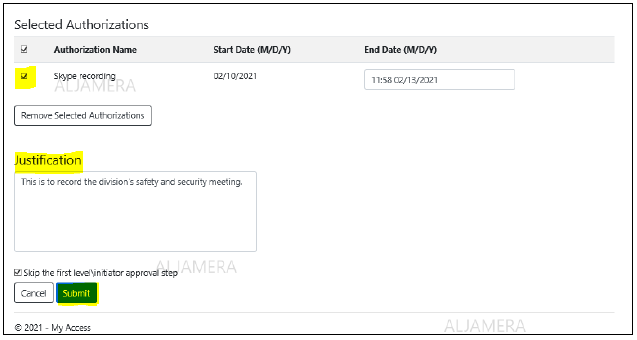 Selected Authorizations
Authorization Name Start Date (M/D/Y) End Date (M/D/Y)
Skype recording 02/10/2021 11:58 02/13/2021
ALJAMERA
Remove Selected Authorizations
Justification
This is to record the division's safety and security meeting.
ALJAMERA
Skip the first level\initiator approval step
Cancel Submit
© 2021 - My Access
ALJAMERA